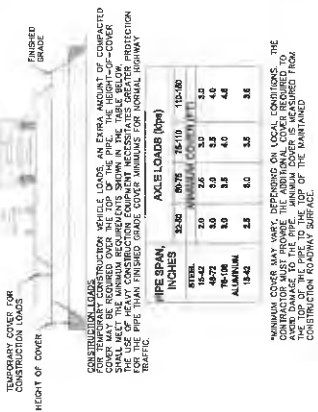 TEMPORARY COVER FOR
CONSTRUCTION LOADS
HEIGHT OF COVER
FINISHED
GRADE
CONSTRUCTION LOADS
FOR TEMPORARY CONSTRUCTION VEHICLE LOADS, AN EXTRA AMOUNT OF COMPACTED
COVER MAY BE REQUIRED OVER THE TOP OF THE PIPE. THE HEIGHT-OF-COVER
SHALL MEET THE MINIMUM REQUIREMENTS SHOWN IN THE TABLE BELOW.
THE USE OF HEAVY CONSTRUCTION EQUIPMENT NECESSITATES GREATER PROTECTION
FOR THE PIPE THAN FINISHED GRADE COVER MINIMUMS FOR NORMAL HIGHWAY
TRAFFIC.
PIPE SPAN, AXLE LOADS (kips)
INCHES 32-50 50-75 75-110 110-150
STEEL MINIMUM COVER (FT)
15-42 2.0 2.5 3.0 3.0
48-72 3.0 3.0 3.5 4.0
78-108 3.0 3.5 4.0 4.5
ALUMINUM
15-42 2.5 3.0 3.5 3.5
*MINIMUM COVER MAY VARY, DEPENDING ON LOCAL CONDITIONS. THE
CONTRACTOR MUST PROVIDE THE ADDITIONAL COVER REQUIRED TO
AVOID DAMAGE TO THE PIPE. MINIMUM COVER IS MEASURED FROM
THE TOP OF THE PIPE TO THE TOP OF THE MAINTAINED
CONSTRUCTION ROADWAY SURFACE.